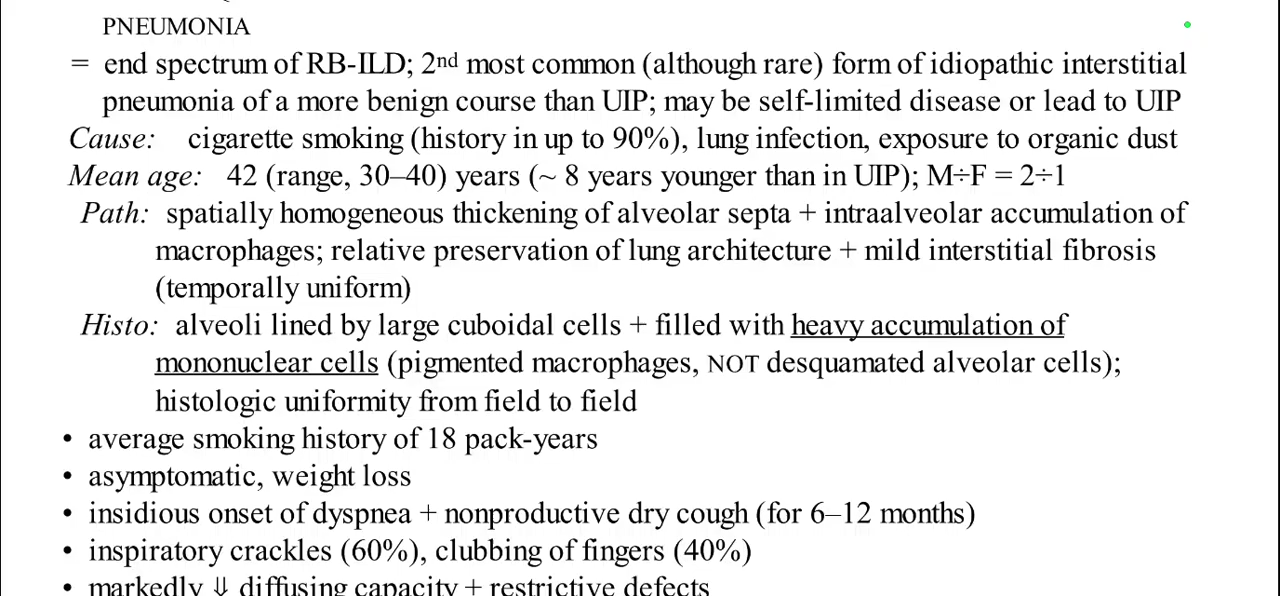 PNEUMONIA
= end spectrum of RB-ILD; 2nd most common (although rare) form of idiopathic interstitial
pneumonia of a more benign course than UIP; may be self-limited disease or lead to UIP
Cause: cigarette smoking (history in up to 90%), lung infection, exposure to organic dust
Mean age: 42 (range, 30–40) years (~ 8 years younger than in UIP); M÷F = 2÷1
Path: spatially homogeneous thickening of alveolar septa + intraalveolar accumulation of
macrophages; relative preservation of lung architecture + mild interstitial fibrosis
(temporally uniform)
Histo: alveoli lined by large cuboidal cells + filled with heavy accumulation of
mononuclear cells (pigmented macrophages, NOT desquamated alveolar cells);
histologic uniformity from field to field
• average smoking history of 18 pack-years
• asymptomatic, weight loss
• insidious onset of dyspnea + nonproductive dry cough (for 6–12 months)
• inspiratory crackles (60%), clubbing of fingers (40%)
• markedly ⇓ diffusing capacity + restrictive defects